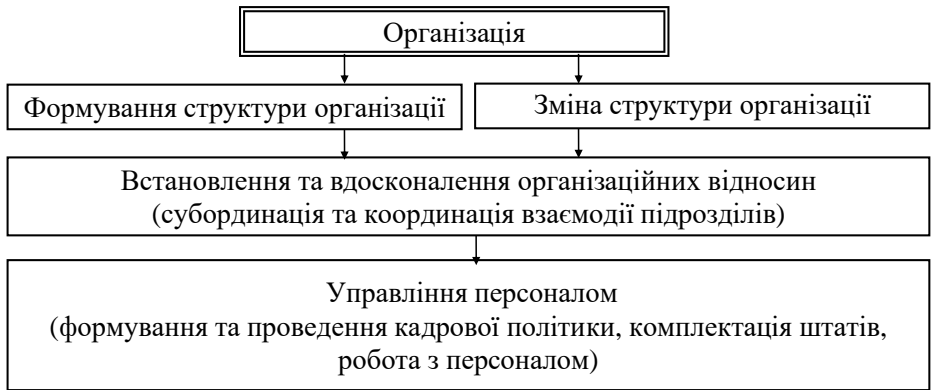 Організація
Формування структури організації
Зміна структури організації
Встановлення та вдосконалення організаційних відносин
(субординація та координація взаємодії підрозділів)
Управління персоналом
(формування та проведення кадрової політики, комплектація штатів,
робота з персоналом)